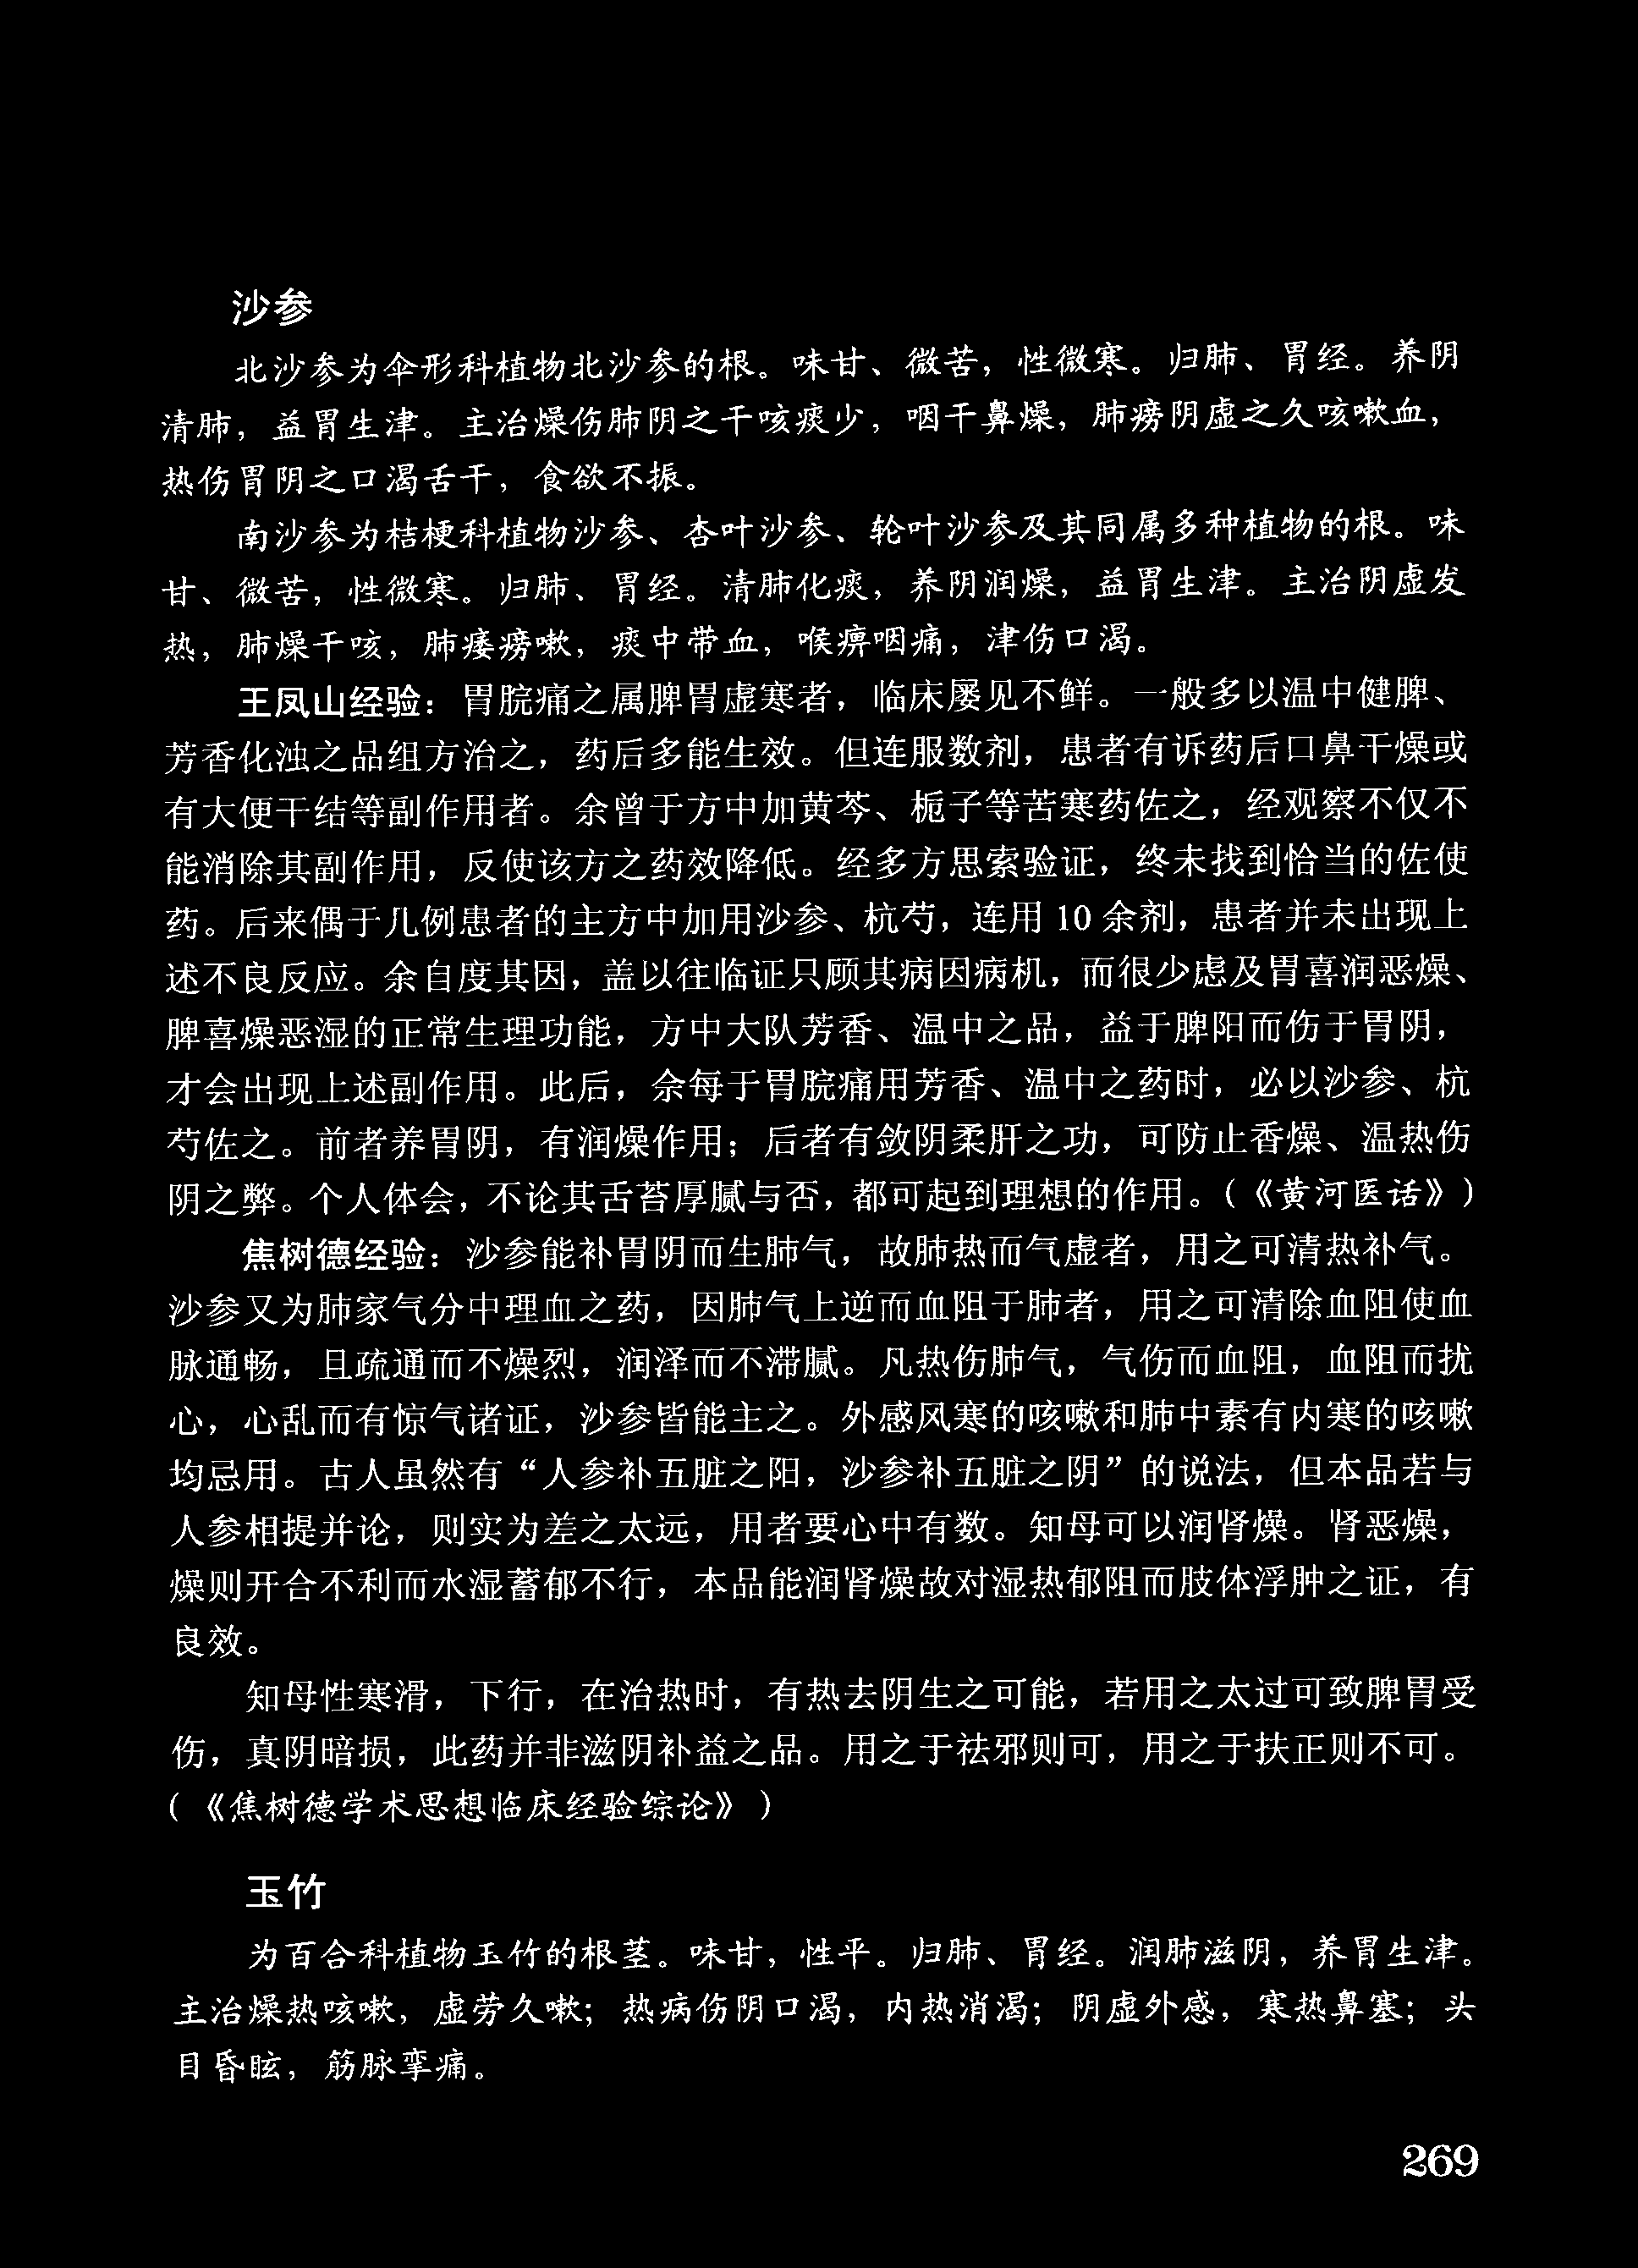 沙参
北沙参为伞形科植物北沙参的根。味甘、微苦，性微寒。归肺、胃经。养阴
清肺，益胃生津。主治燥伤肺阴之干咳痰少，咽干鼻燥，肺痨阴虚之久咳嗽血，
热伤胃阴之口渴舌干，食欲不振。
南沙参为桔梗科植物沙参、杏叶沙参、轮叶沙参及其同属多种植物的根。味
甘、微苦，性微寒。归肺、胃经。清肺化痰，养阴润燥，益胃生津。主治阴虚发
热，肺燥干咳，肺痿痨嗽，痰中带血，喉痹咽痛，津伤口渴。
王凤山经验：胃脘痛之属脾胃虚寒者，临床屡见不鲜。一般多以温中健脾、
芳香化浊之品组方治之，药后多能生效。但连服数剂，患者有诉药后口鼻干燥或
有大便干结等副作用者。余曾于方中加黄芩、栀子等苦寒药佐之，经观察不仅不
能消除其副作用，反使该方之药效降低。经多方思索验证，终未找到恰当的佐使
药。后来偶于几例患者的主方中加用沙参、杭芍，连用 10 余剂，患者并未出现上
述不良反应。余自度其因，盖以往临证只顾其病因病机，而很少虑及胃喜润恶燥、
脾喜燥恶湿的正常生理功能，方中大队芳香、温中之品，益于脾阳而伤于胃阴，
才会出现上述副作用。此后，余每于胃脘痛用芳香、温中之药时，必以沙参、杭
芍佐之。前者养胃阴，有润燥作用；后者有敛阴柔肝之功，可防止香燥、温热伤
阴之弊。个人体会，不论其舌苔厚腻与否，都可起到理想的作用。（《黄河医话》）
焦树德经验：沙参能补胃阴而生肺气，故肺热而气虚者，用之可清热补气。
沙参又为肺家气分中理血之药，因肺气上逆而血阻于肺者，用之可清除血阻使血
脉通畅，且疏通而不燥烈，润泽而不滞腻。凡热伤肺气，气伤而血阻，血阻而扰
心，心乱而有惊气诸证，沙参皆能主之。外感风寒的咳嗽和肺中素有内寒的咳嗽
均忌用。古人虽然有“人参补五脏之阳，沙参补五脏之阴”的说法，但本品若与
人参相提并论，则实为差之太远，用者要心中有数。知母可以润肾燥。肾恶燥，
燥则开合不利而水湿蓄郁不行，本品能润肾燥故对湿热郁阻而肢体浮肿之证，有
良效。
知母性寒滑，下行，在治热时，有热去阴生之可能，若用之太过可致脾胃受
伤，真阴暗损，此药并非滋阴补益之品。用之于祛邪则可，用之于扶正则不可。
（《焦树德学术思想临床经验综论》）
玉竹
为百合科植物玉竹的根茎。味甘，性平。归肺、胃经。润肺滋阴，养胃生津。
主治燥热咳嗽，虚劳久嗽；热病伤阴口渴，内热消渴；阴虚外感，寒热鼻塞；头
目昏眩，筋脉挛痛。
269